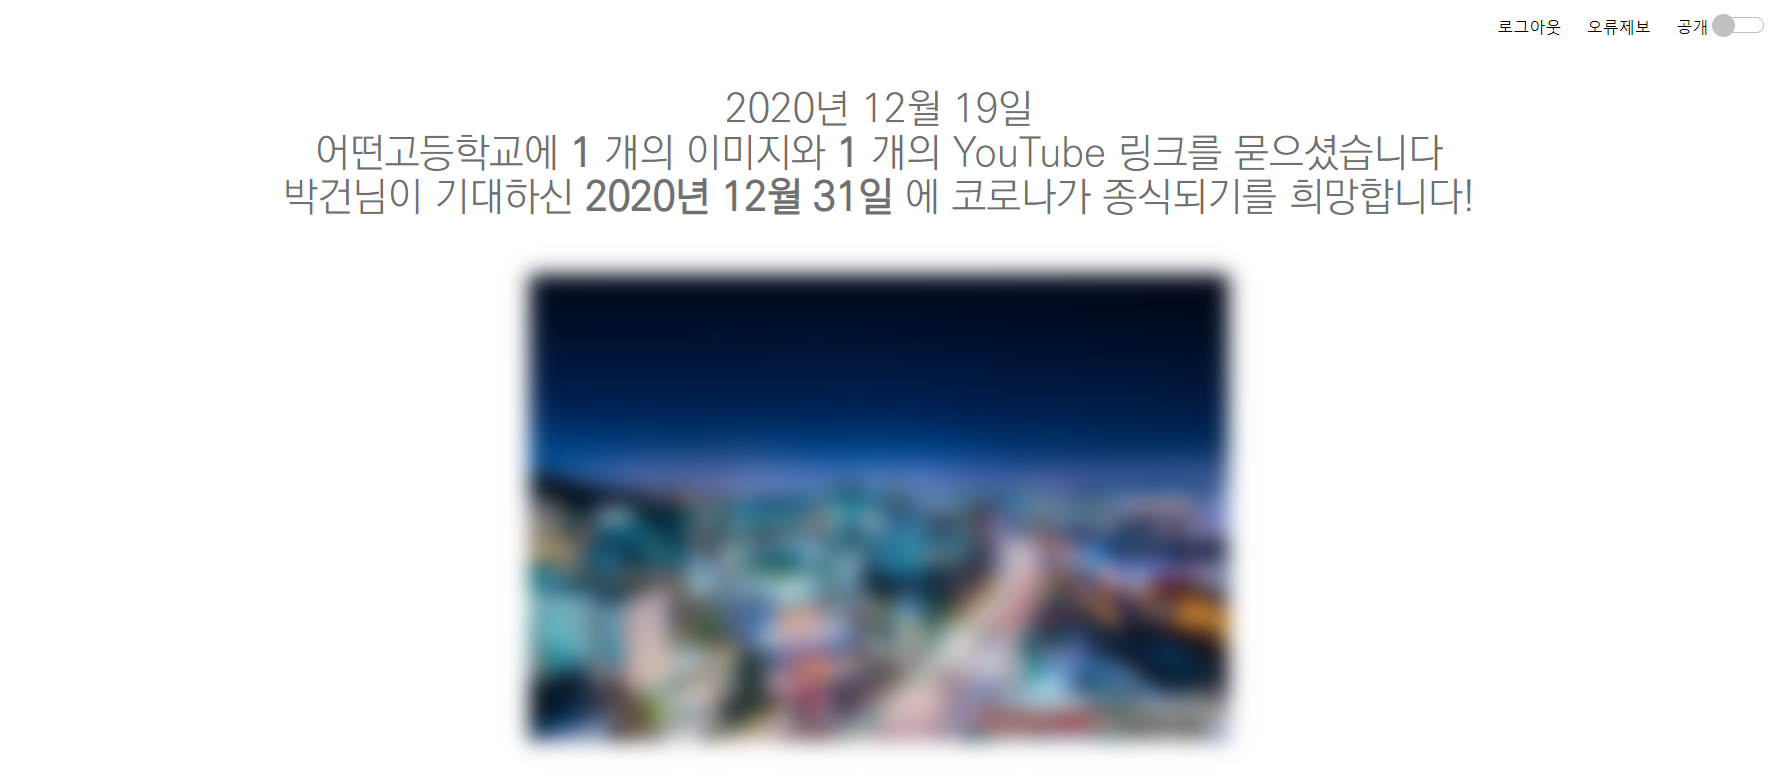 로그아웃 오류제보 공개
2020년 12월 19일
어떤고등학교에 1 개의 이미지와 1 개의 YouTube 링크를 묻으셨습니다
박건님이 기대하신 2020년 12월 31일 에 코로나가 종식되기를 희망합니다!